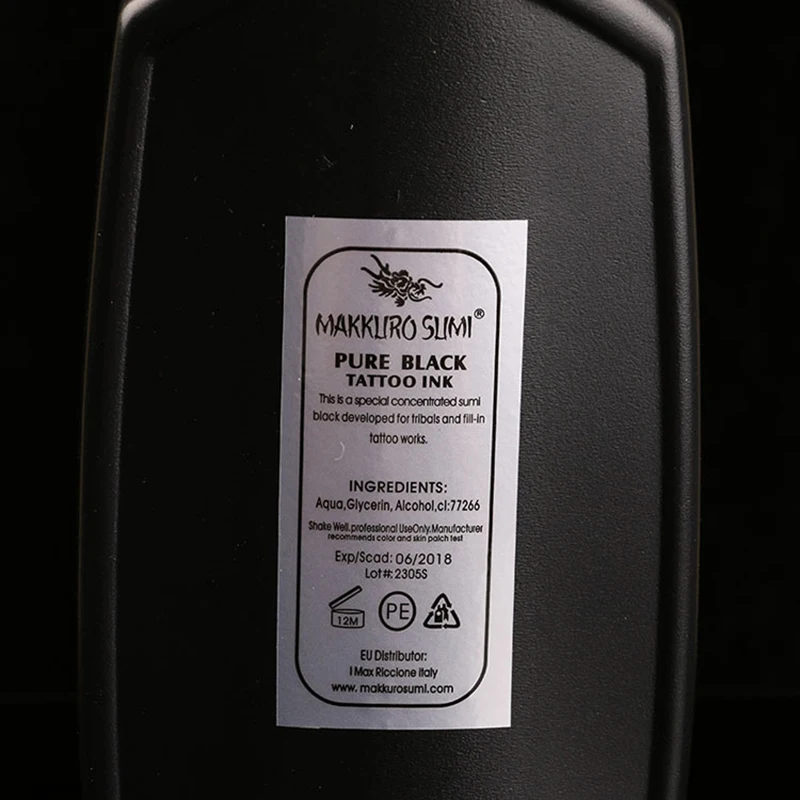 MAKKURO SUMI®
PURE BLACK
TATTOO INK
This is a special concentrated sumi
black developed for tribals and fill-in
tattoo works.
INGREDIENTS:
Aqua,Glycerin, Alcohol,cl:77266
Shake Well.professional UseOnly.Manufacturer
recommends color and skin patch test
Exp/Scad: 06/2018
Lot#: 2305S
12M
PE
EU Distributor:
I Max Riccione italy
www. makkurosumi.com